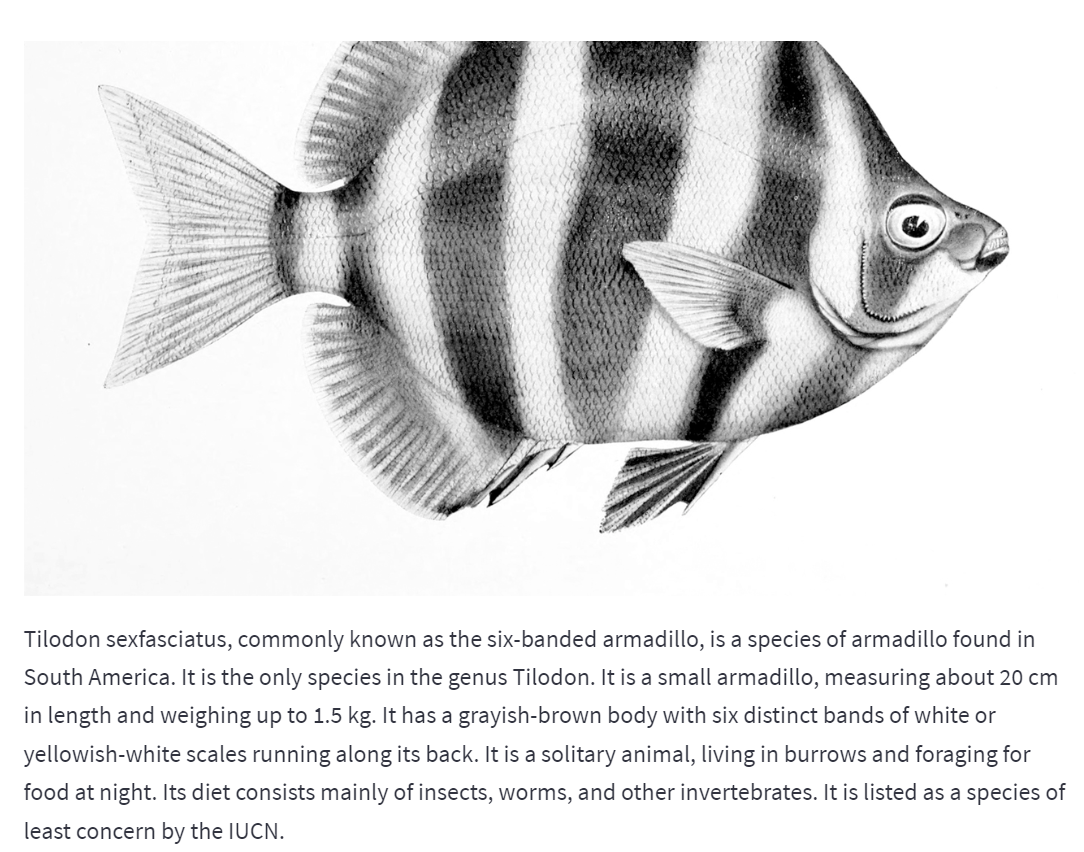 Tilodon sexfasciatus, commonly known as the six-banded armadillo, is a species of armadillo found in
South America. It is the only species in the genus Tilodon. It is a small armadillo, measuring about 20 cm
in length and weighing up to 1.5 kg. It has a grayish-brown body with six distinct bands of white or
yellowish-white scales running along its back. It is a solitary animal, living in burrows and foraging for
food at night. Its diet consists mainly of insects, worms, and other invertebrates. It is listed as a species of
least concern by the IUCN.